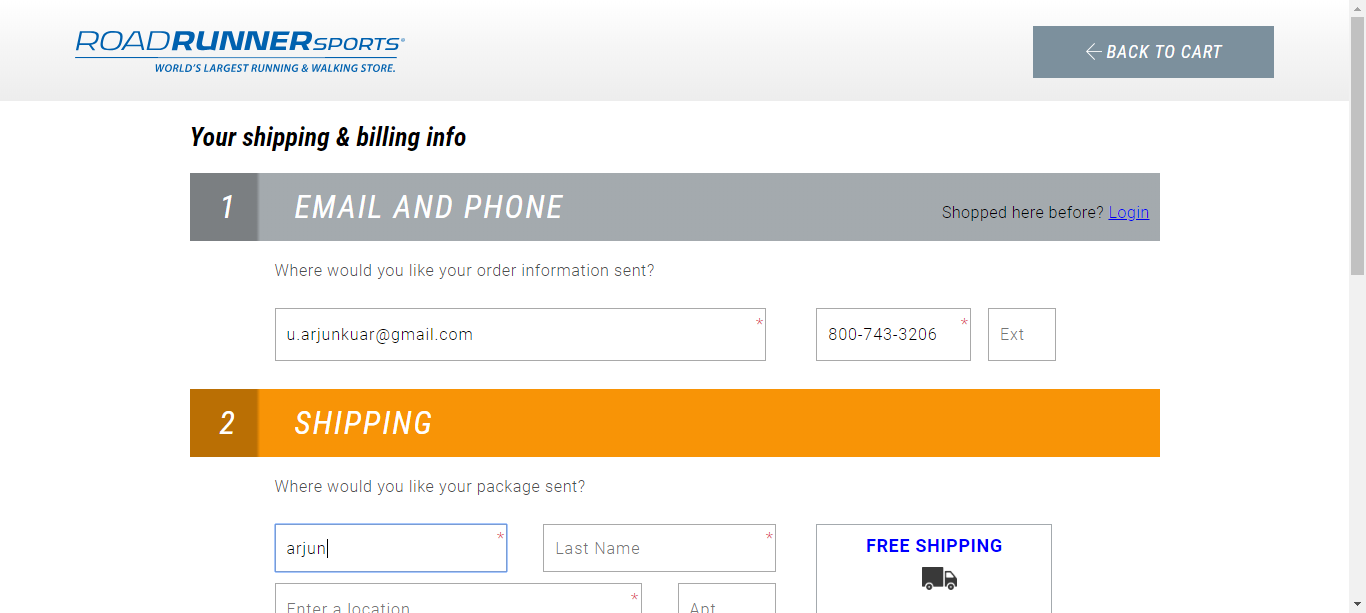 ROADRUNNERSPORTS®
WORLD'S LARGEST RUNNING & WALKING STORE.
BACK TO CART
Your shipping & billing info
1 EMAIL AND PHONE
Shopped here before? Login
Where would you like your order information sent?
u.arjunkuar@gmail.com * 800-743-3206 * Ext
2 SHIPPING
Where would you like your package sent?
arjun * Last Name * FREE SHIPPING
Enter a location * Apt